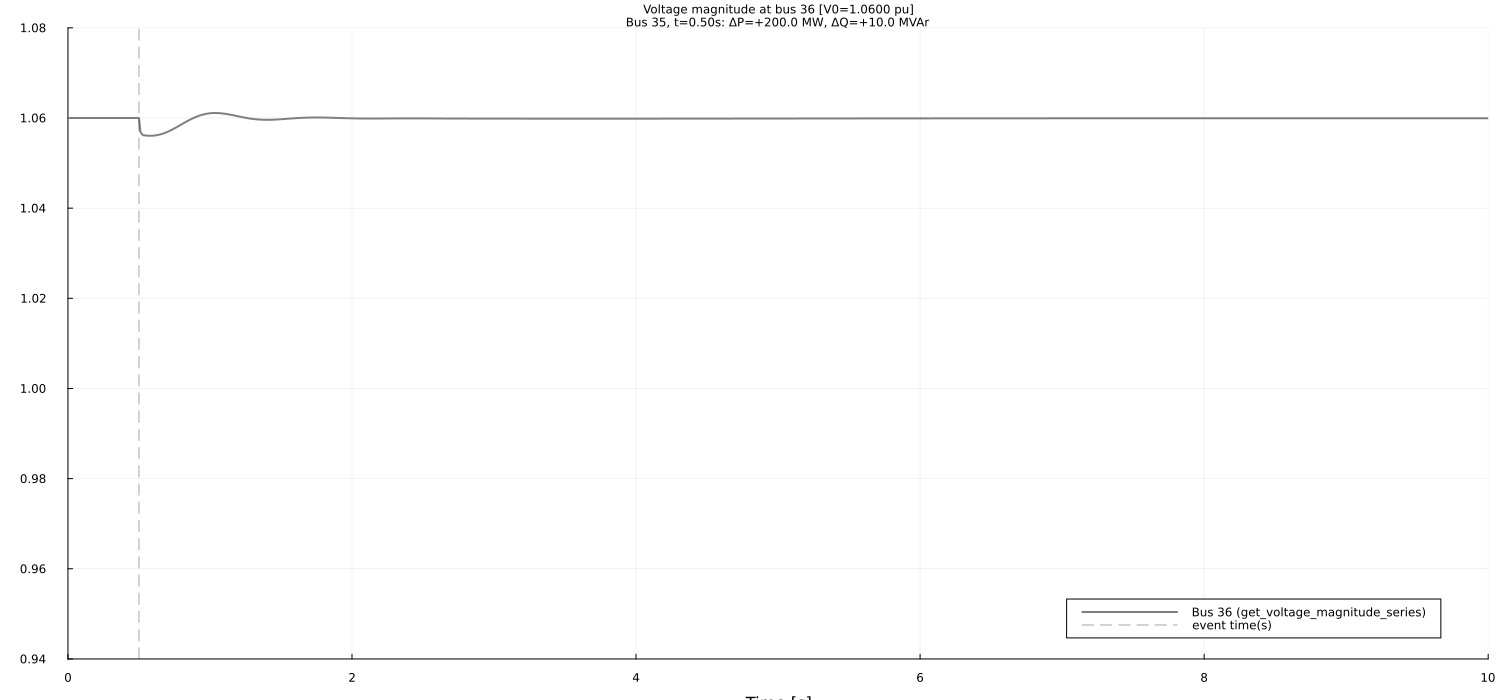 Voltage magnitude at bus 36 [V0=1.0600 pu]
Bus 35, t=0.50s: ΔP=+200.0 MW, ΔQ=+10.0 MVAr
1.08
1.06
1.04
1.02
1.00
0.98
0.96
0.94
Bus 36 (get_voltage_magnitude_series)
event time(s)
0 2 4 6 8 10
Time [s]